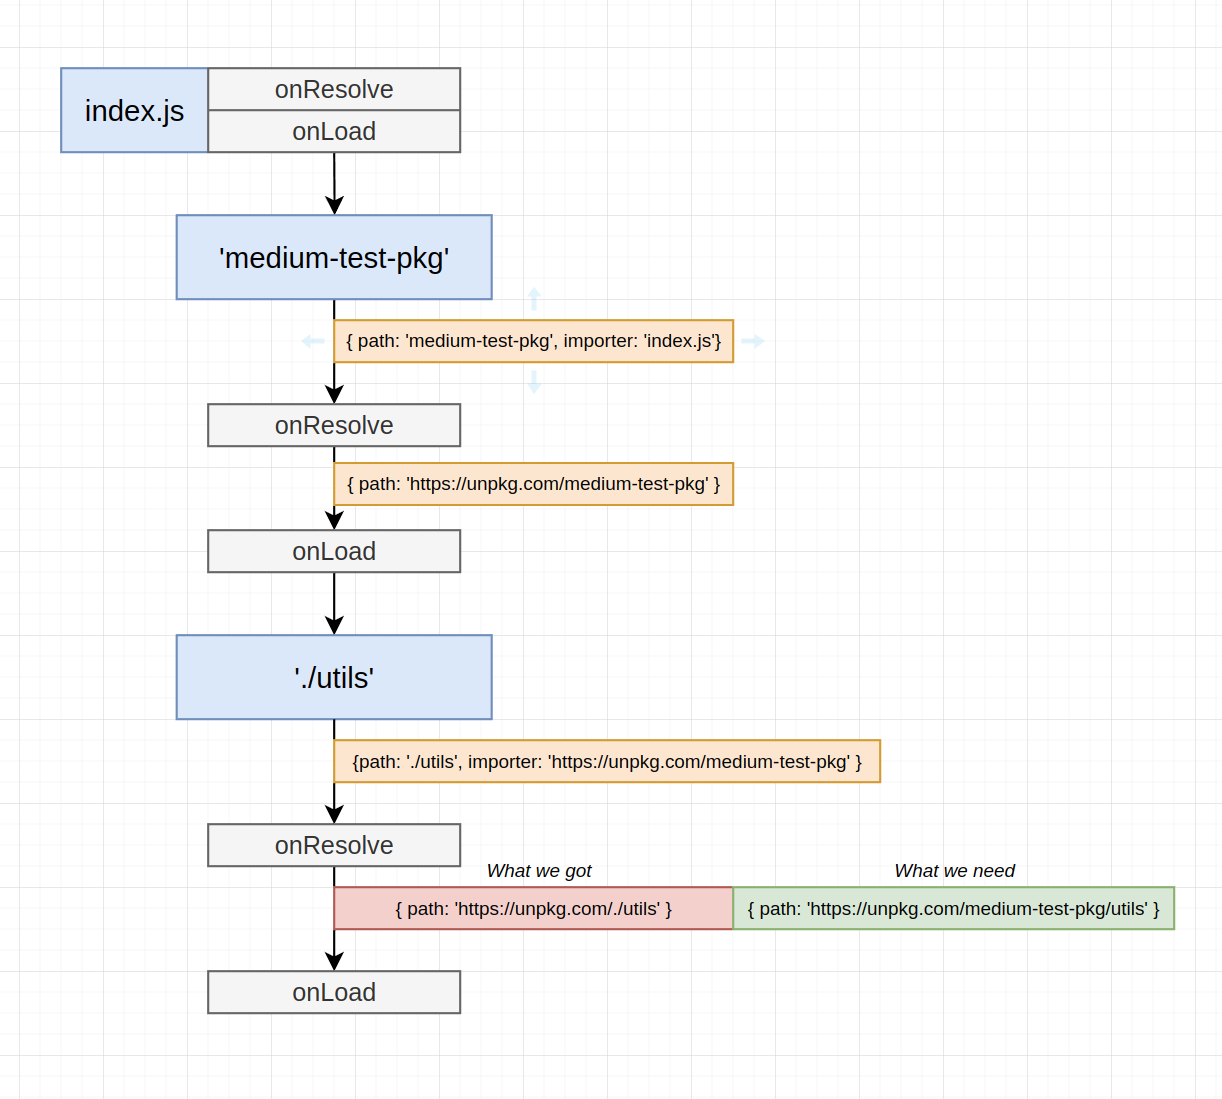 index.js
onResolve
onLoad
'medium-test-pkg'
{ path: 'medium-test-pkg', importer: 'index.js'}
onResolve
{ path: 'https://unpkg.com/medium-test-pkg' }
onLoad
'./utils'
{path: './utils', importer: 'https://unpkg.com/medium-test-pkg' }
onResolve
What we got
What we need
{ path: 'https://unpkg.com/./utils' }
{ path: 'https://unpkg.com/medium-test-pkg/utils' }
onLoad